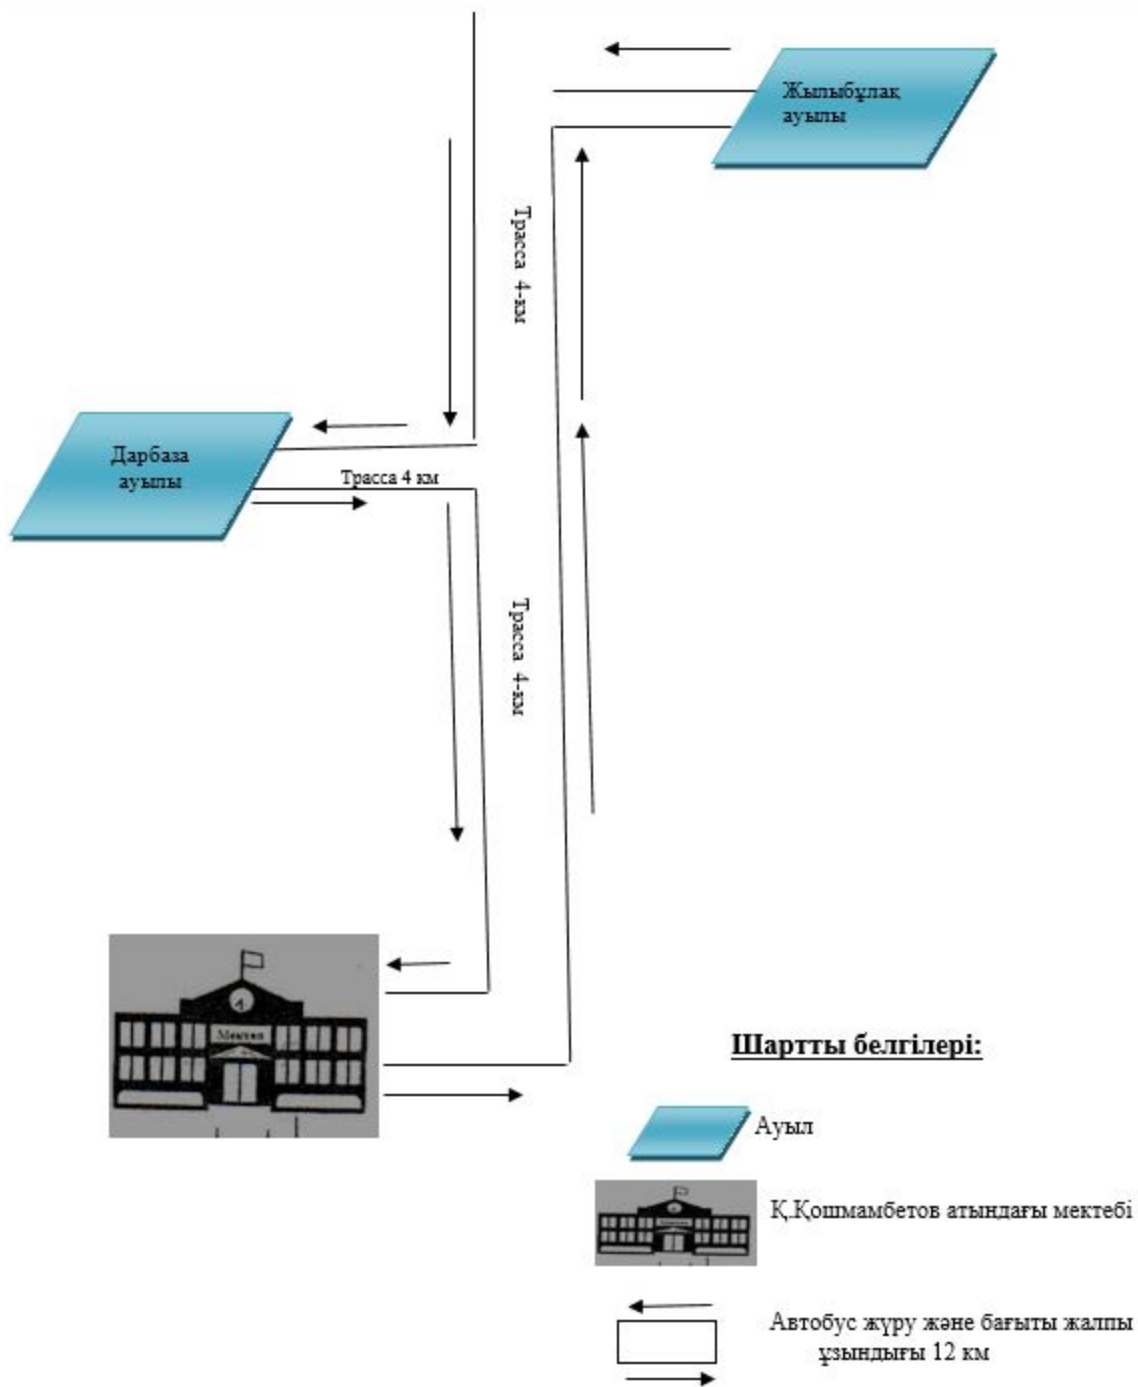 Жылыбұлақ
ауылы
Трасса 4-км
Дарбаза
ауылы
Трасса 4 км
Трасса 4-км
Мектеп
Шартты белгілері:
Ауыл
Қ.Қошмамбетов атындағы мектебі
Автобус жүру және бағыты жалпы
ұзындығы 12 км